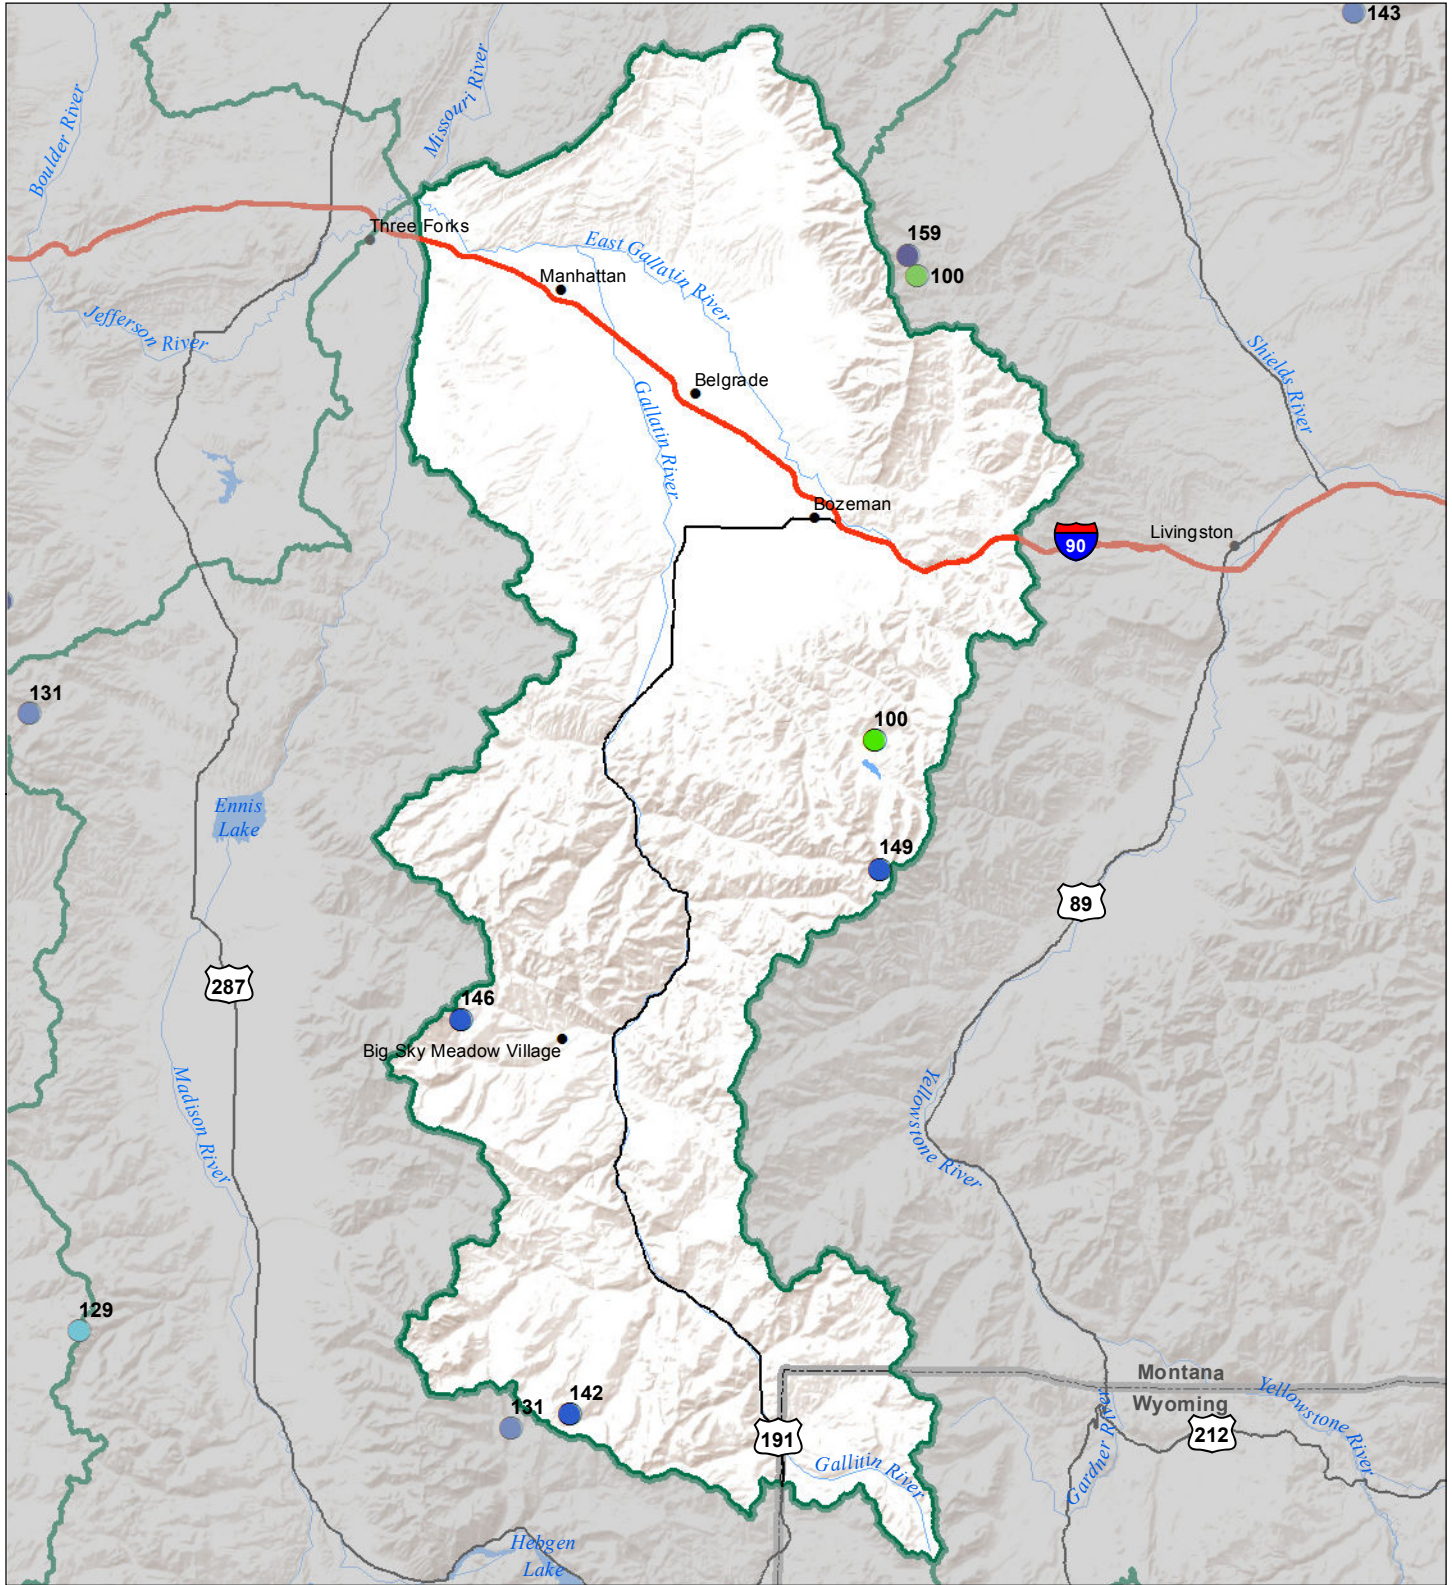 143
Missouri River
Boulder River
Three Forks
159
East Gallatin River
Manhattan
100
Jefferson River
Shields River
Belgrade
Gallatin River
Bozeman
Livingston
90
131
100
Ennis
Lake
149
89
287
146
Big Sky Meadow Village
Madison River
Yellowstone River
129
Montana
Wyoming
Yellowstone River
131
142
191
212
Gardner River
Gallitin River
Hebgen
Lake